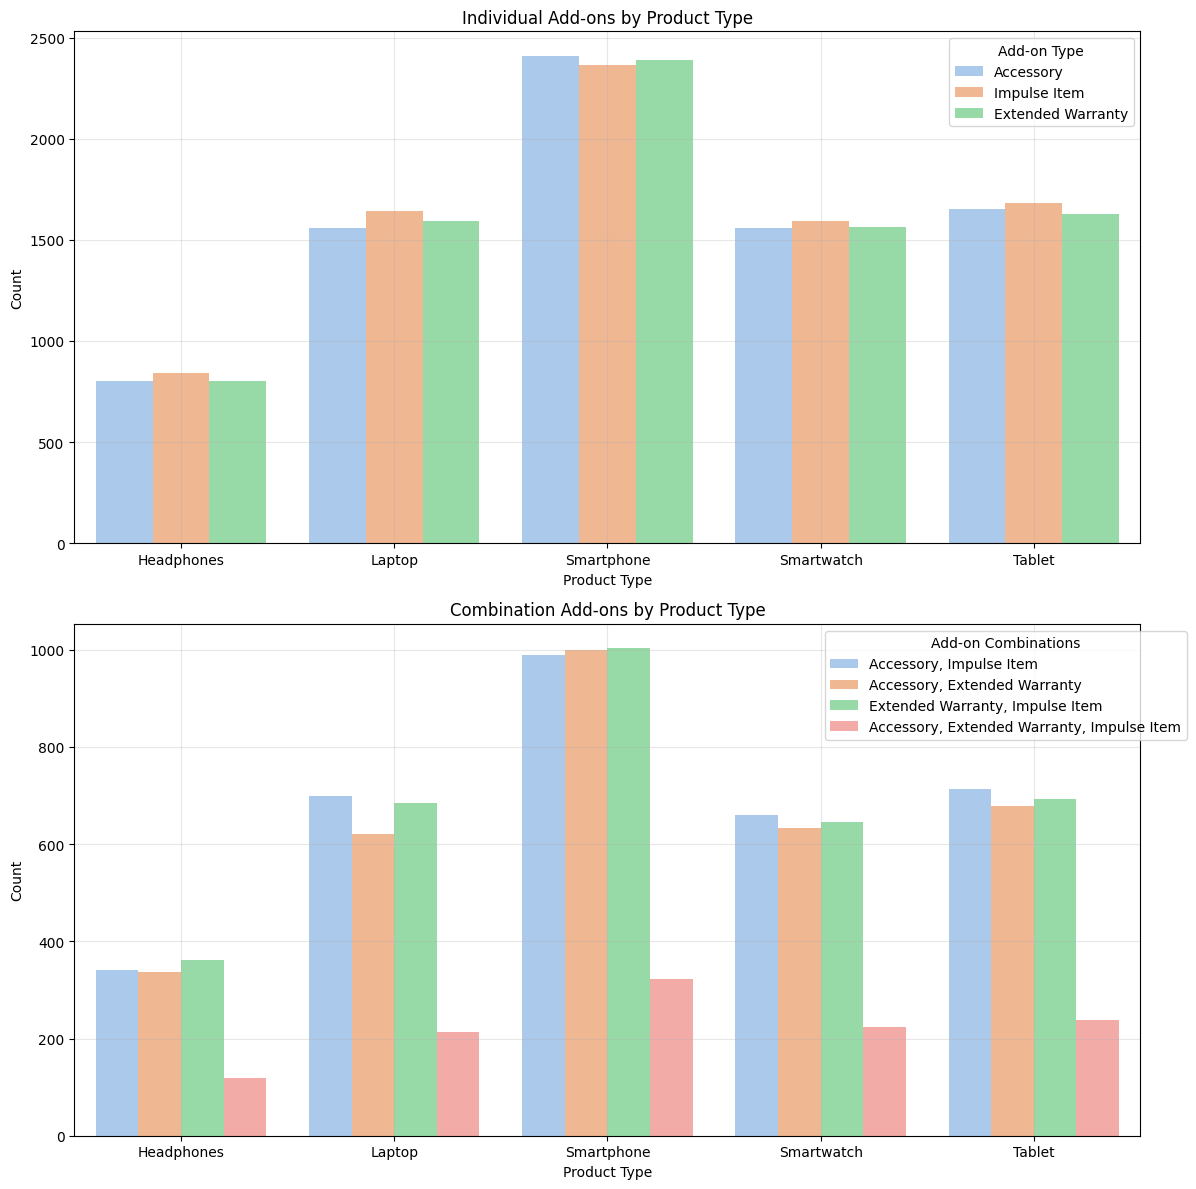 Individual Add-ons by Product Type
2500
2000
1500
1000
500
0
Count
Add-on Type
Accessory
Impulse Item
Extended Warranty
Headphones Laptop Smartphone Smartwatch Tablet
Product Type
Combination Add-ons by Product Type
1000
800
600
400
200
0
Count
Add-on Combinations
Accessory, Impulse Item
Accessory, Extended Warranty
Extended Warranty, Impulse Item
Accessory, Extended Warranty, Impulse Item
Headphones Laptop Smartphone Smartwatch Tablet
Product Type